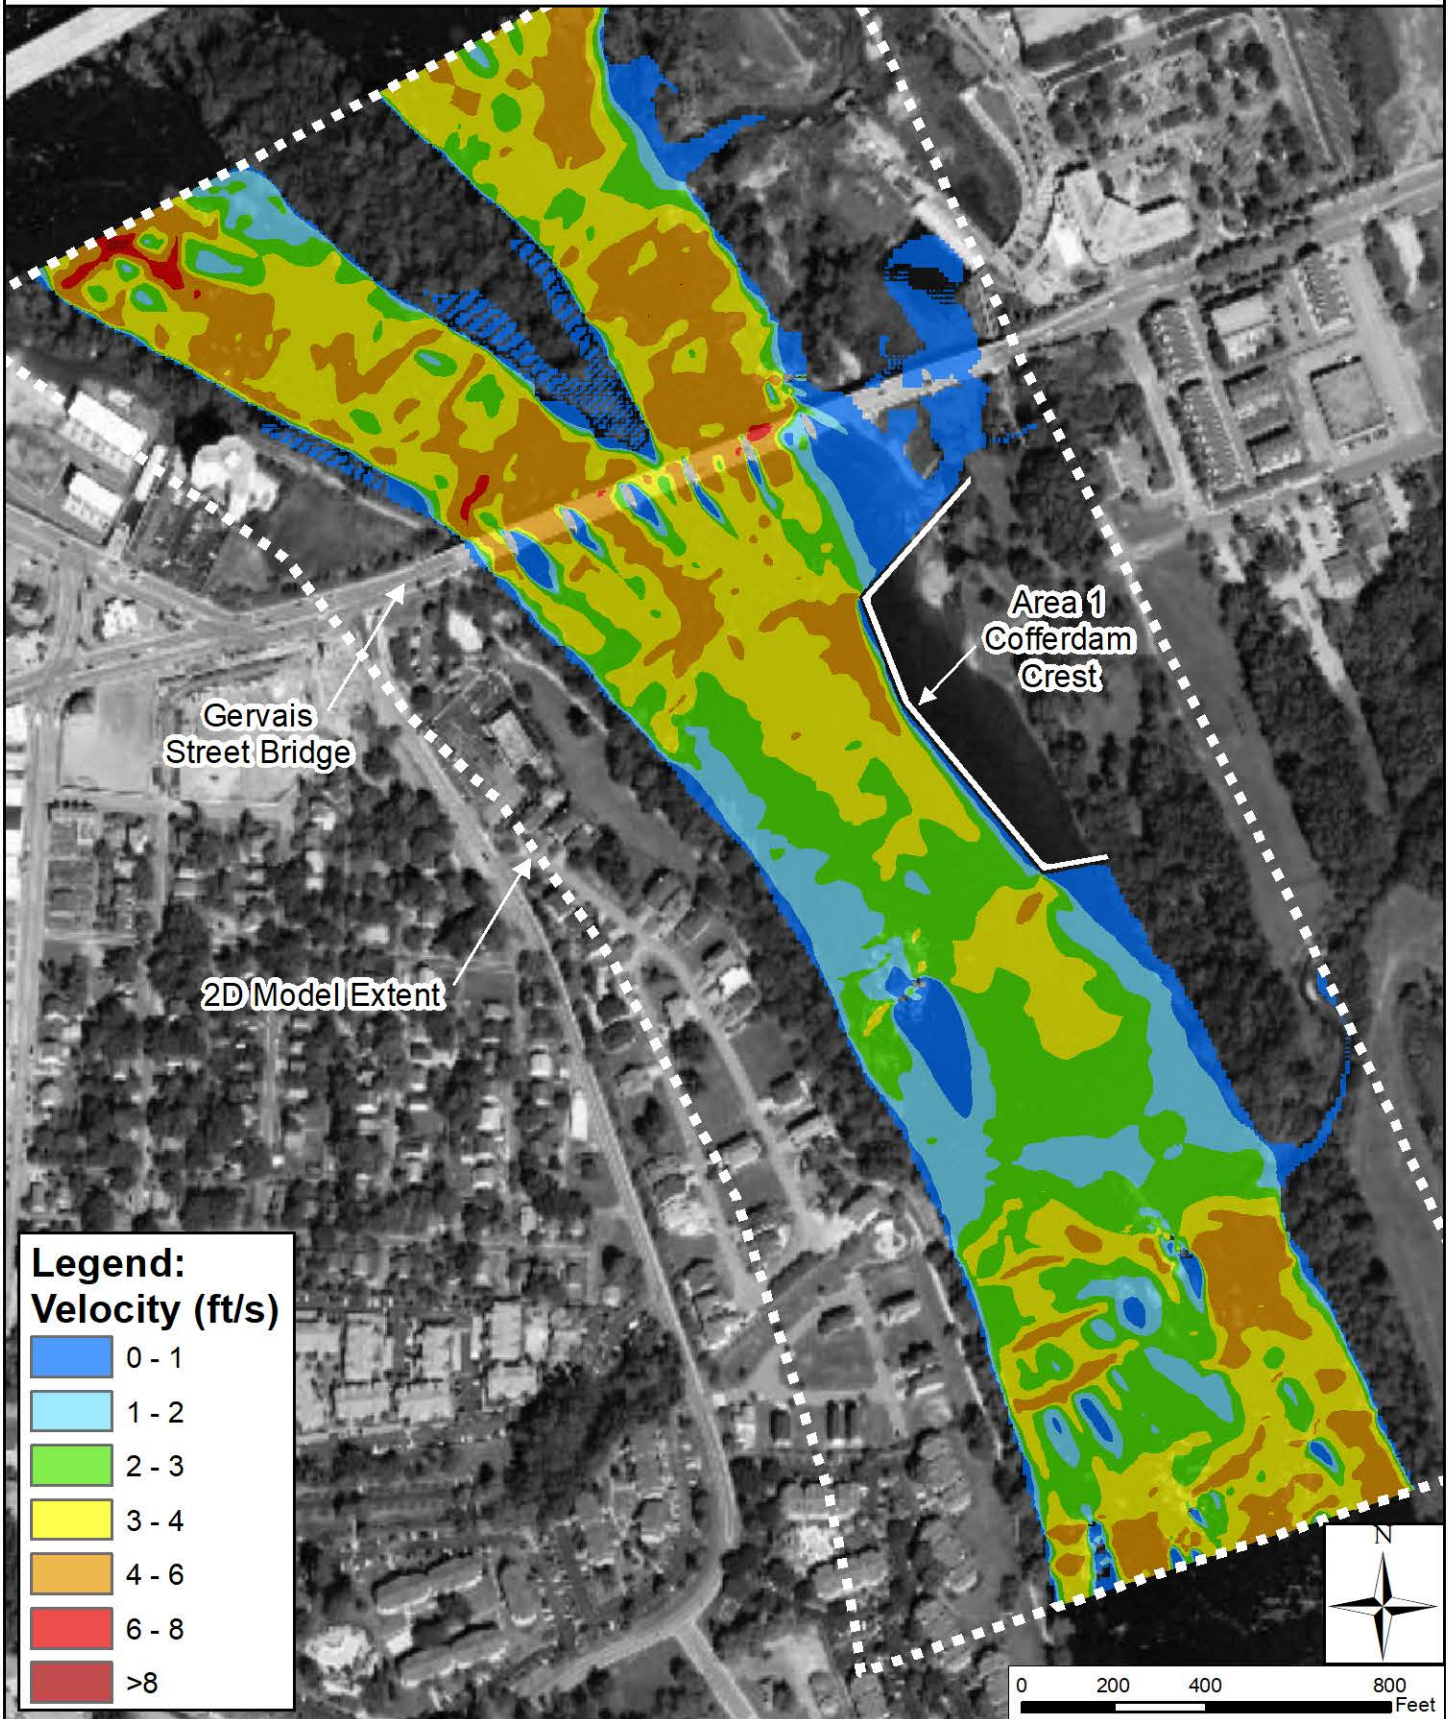 Area 1
Cofferdam
Crest
Gervais
Street Bridge
2D Model Extent
Legend:
Velocity (ft/s)
0 - 1
1 - 2
2 - 3
3 - 4
4 - 6
6 - 8
>8
N
0 200 400 800
Feet